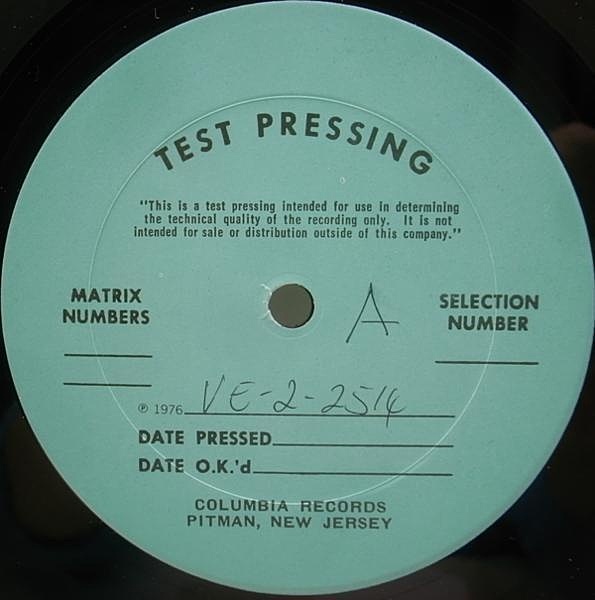 TEST PRESSING
"This is a test pressing intended for use in determining
the technical quality of the recording only. It is not
intended for sale or distribution outside of this company."
MATRIX
NUMBERS
A
SELECTION
NUMBER
℗ 1976 VE-2-2514
DATE PRESSED
DATE O.K.'d
COLUMBIA RECORDS
PITMAN, NEW JERSEY